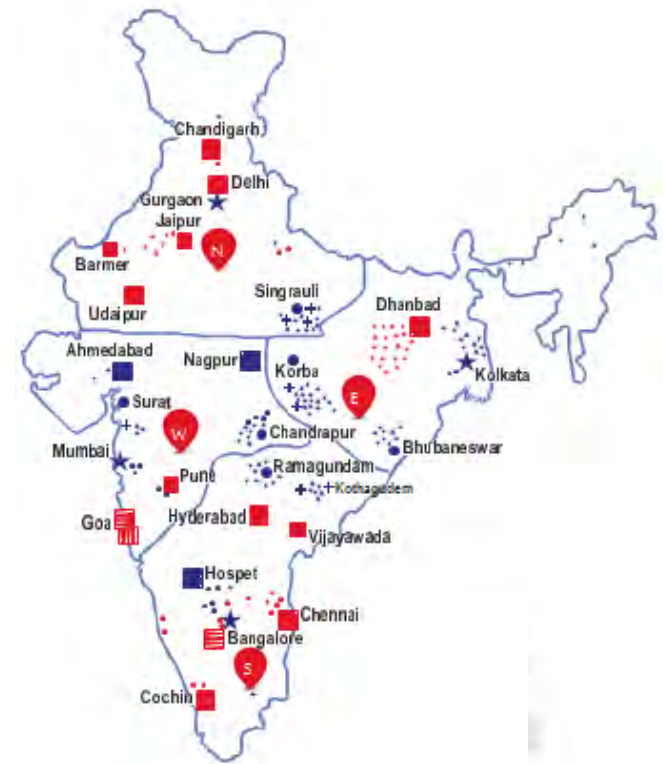 Chandigarh
Delhi
Gurgaon
Jaipur
N
Barmer
Udaipur
Singrauli
Dhanbad
Ahmedabad
Nagpur
Korba
Kolkata
Surat
E
W
Chandrapur
Bhubaneswar
Mumbai
Ramagundam
Pune
Kothagudem
Goa
Hyderabad
Vijayawada
Hospet
Chennai
Bangalore
S
Cochin